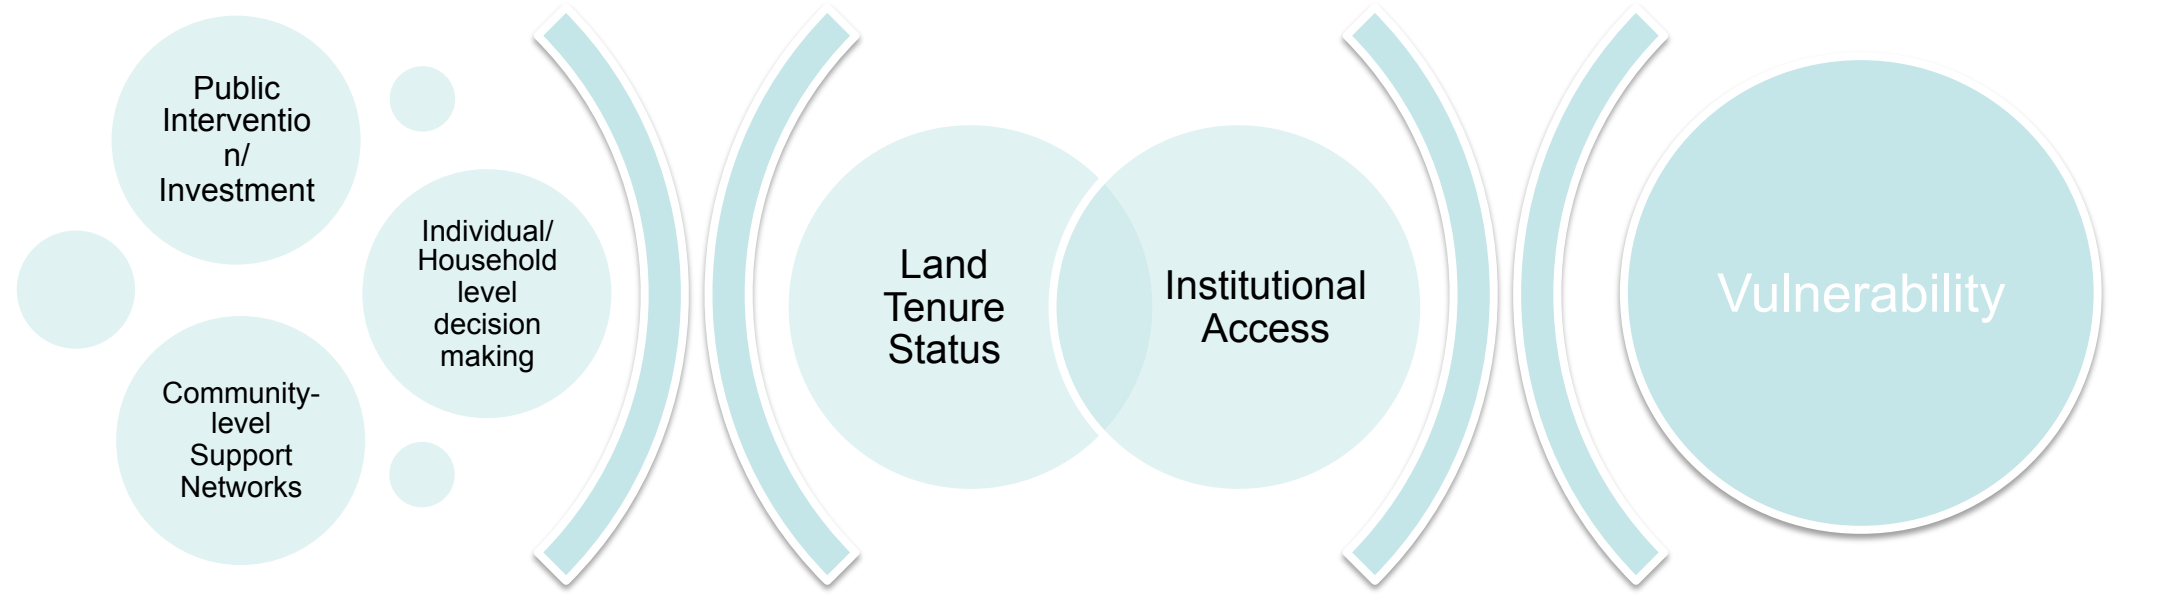 Public
Interventio
n/
Investment
Individual/
Household
level
decision
making
Community-
level
Support
Networks
Land
Tenure
Status
Institutional
Access
Vulnerability